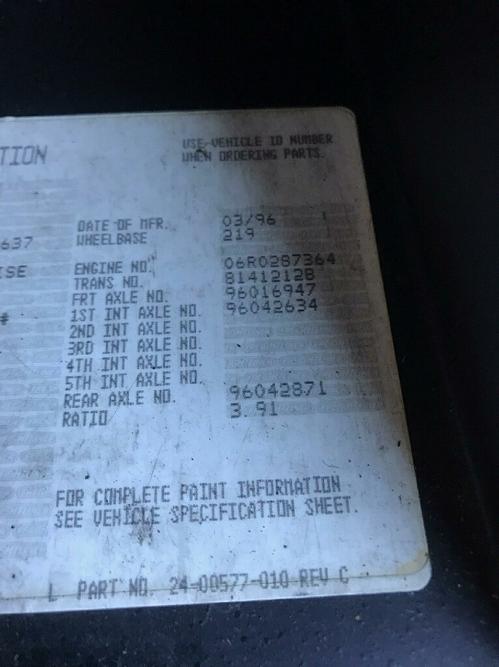 USE VEHICLE ID NUMBER
TION WHEN ORDERING PARTS.
DATE OF MFR. 03/96
637 WHEELBASE 219
ISE ENGINE NO. 06R0287364
TRANS NO. 81412128
FRT AXLE NO. 96016947
# 1ST INT AXLE NO. 96042634
2ND INT AXLE NO.
3RD INT AXLE NO.
4TH INT AXLE NO.
5TH INT AXLE NO.
REAR AXLE NO. 96042871
RATIO 3.91
FOR COMPLETE PAINT INFORMATION
SEE VEHICLE SPECIFICATION SHEET.
L PART NO. 24-00577-010 REV C